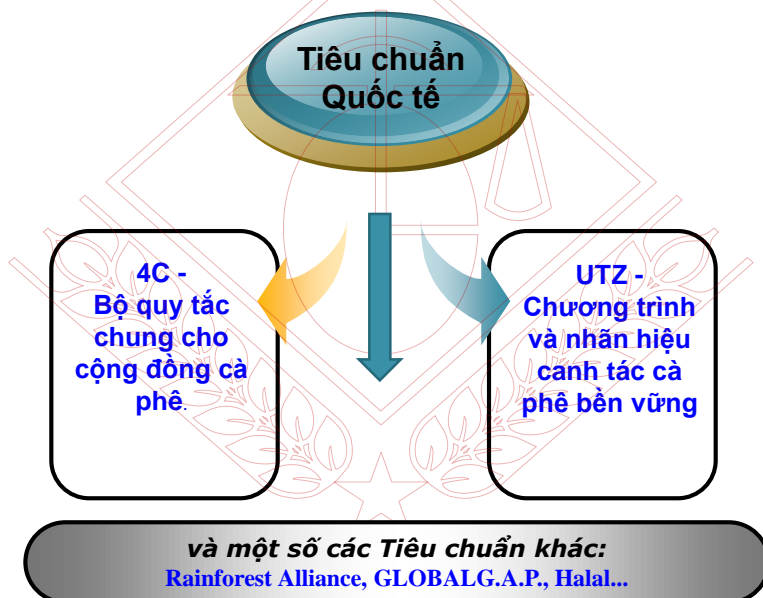 Tiêu chuẩn
Quốc tế
4C -
Bộ quy tắc
chung cho
cộng đồng cà
phê.
UTZ -
Chương trình
và nhãn hiệu
canh tác cà
phê bền vững
và một số các Tiêu chuẩn khác:
Rainforest Alliance, GLOBALG.A.P., Halal...